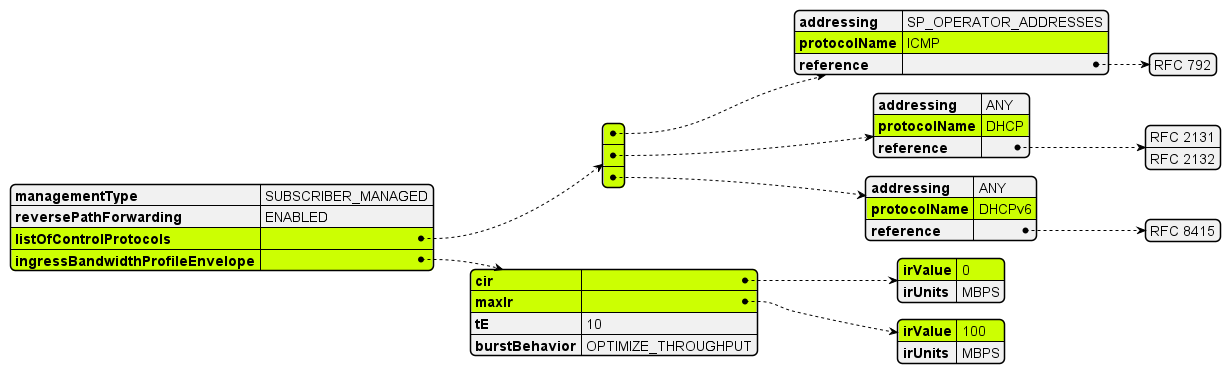 addressing SP_OPERATOR_ADDRESSES
protocolName ICMP
reference
RFC 792
addressing ANY
protocolName DHCP
reference
RFC 2131
RFC 2132
addressing ANY
protocolName DHCPv6
reference
RFC 8415
managementType SUBSCRIBER_MANAGED
reversePathForwarding ENABLED
listOfControlProtocols
ingressBandwidthProfileEnvelope
cir
maxIr
tE 10
burstBehavior OPTIMIZE_THROUGHPUT
irValue 0
irUnits MBPS
irValue 100
irUnits MBPS